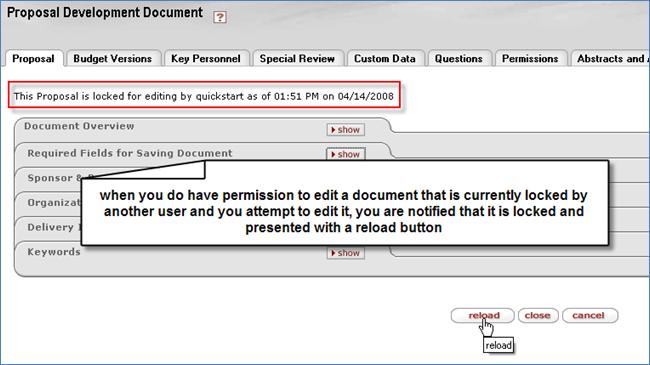 Proposal Development Document ?
Proposal Budget Versions Key Personnel Special Review Custom Data Questions Permissions Abstracts and
This Proposal is locked for editing by quickstart as of 01:51 PM on 04/14/2008
Document Overview show
Required Fields for Saving Document show
Sponsor &
when you do have permission to edit a document that is currently locked by
another user and you attempt to edit it, you are notified that it is locked and
presented with a reload button
Delivery
Keywords show
reload close cancel
reload